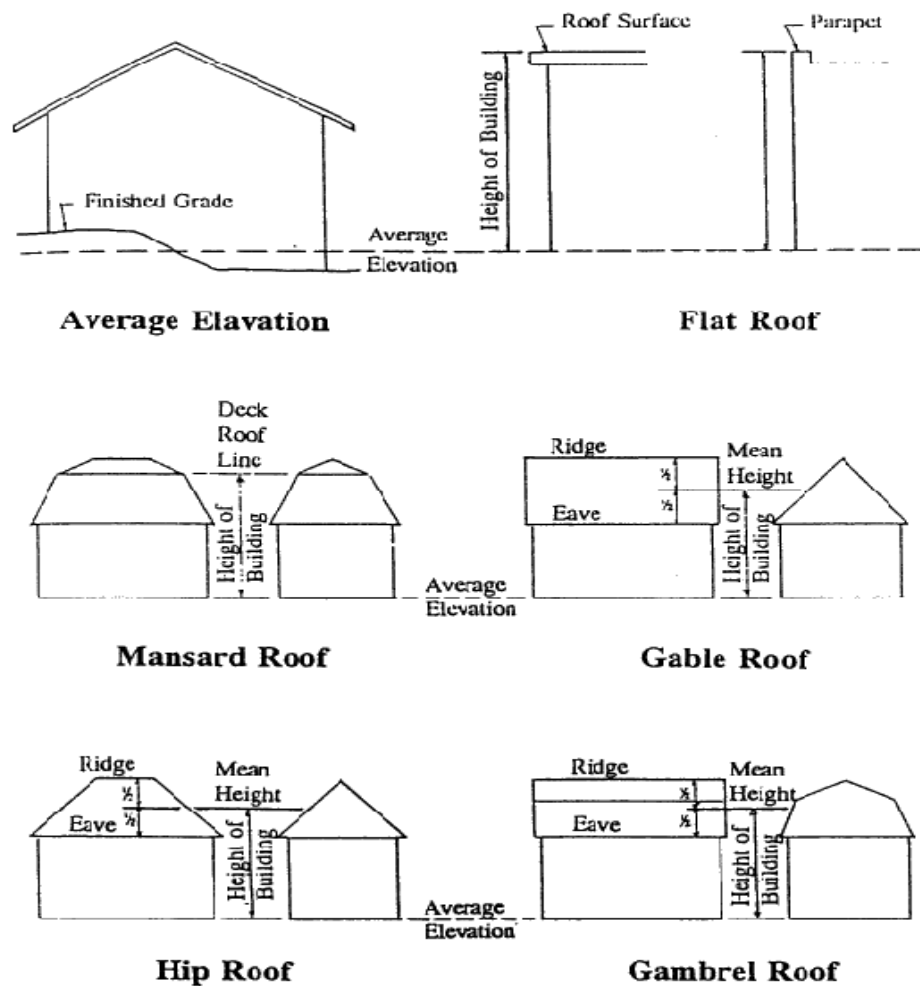 Roof Surface
Parapet
Height of Building
Height of Building
Finished Grade
Average
Elevation
Average Elavation
Flat Roof
Deck
Roof
Line
Height of
Building
Ridge
Mean
Height
½
½
Eave
Height of
Building
Average
Elevation
Mansard Roof
Gable Roof
Ridge
Mean
Height
½
½
Eave
Height of
Building
Ridge
Mean
Height
½
½
Eave
Height of
Building
Average
Elevation
Hip Roof
Gambrel Roof